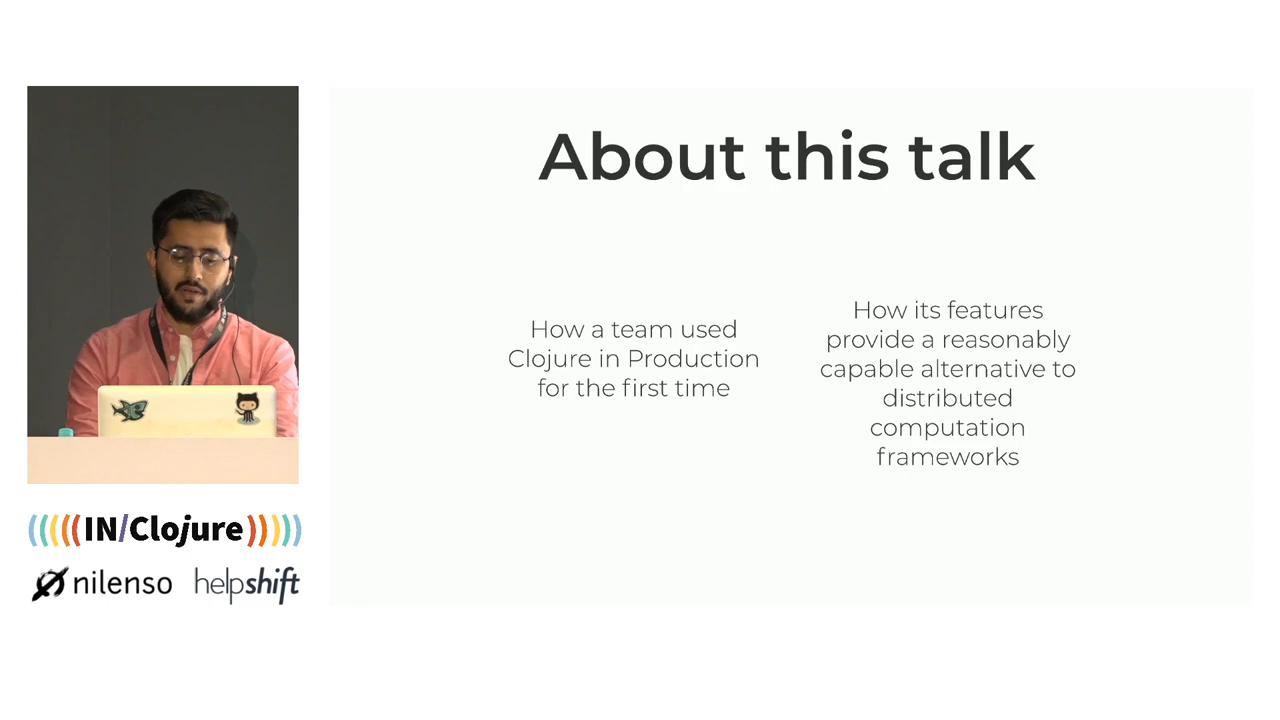 About this talk
How a team used
Clojure in Production
for the first time
How its features
provide a reasonably
capable alternative to
distributed
computation
frameworks
(((((IN/Clojure)))))
nilenso
helpshift